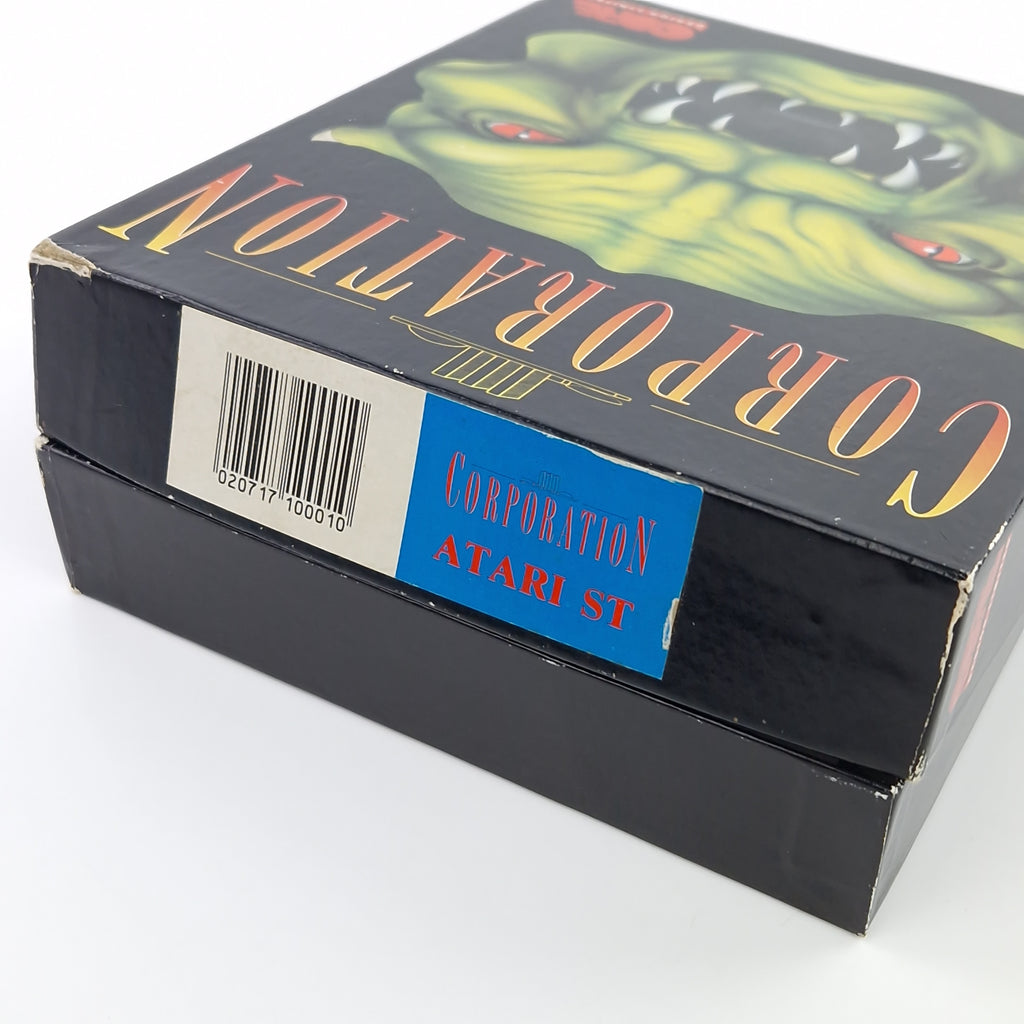 CORPORATION
020717 100010
CORPORATION
ATARI ST